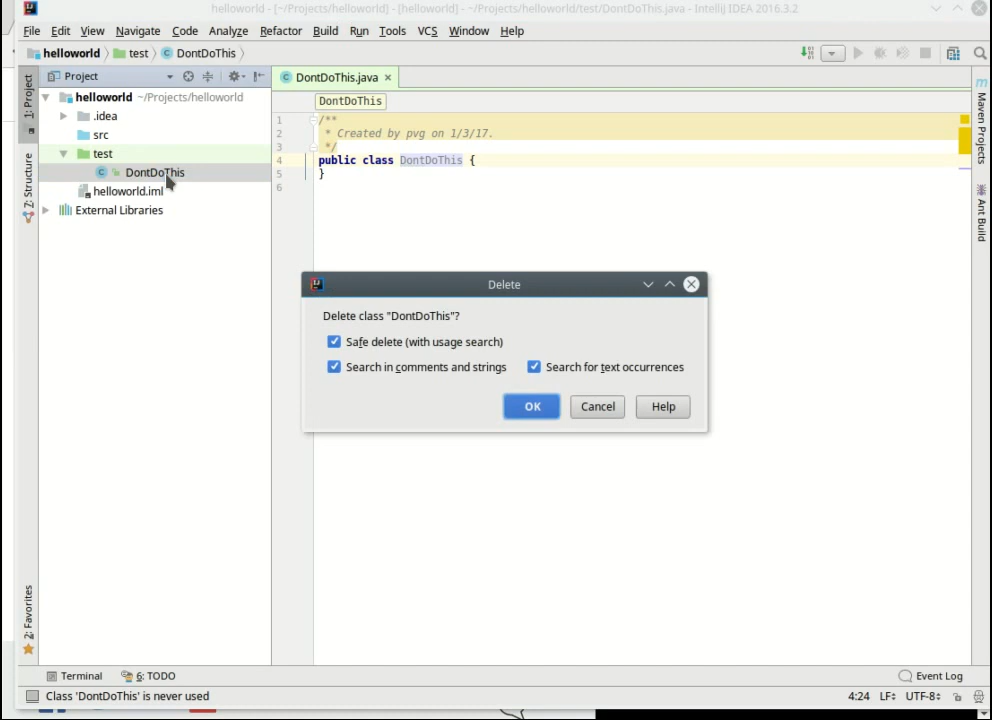 helloworld - [~/Projects/helloworld] - [helloworld] - ~/Projects/helloworld/test/DontDoThis.java - IntelliJ IDEA 2016.3.2
File Edit View Navigate Code Analyze Refactor Build Run Tools VCS Window Help
helloworld test DontDoThis
Project
DontDoThis.java
1: Project
Z: Structure
2: Favorites
helloworld ~/Projects/helloworld
.idea
src
test
DontDoThis
helloworld.iml
External Libraries
DontDoThis
1 /**
2 * Created by pvg on 1/3/17.
3 */
4 public class DontDoThis {
5 }
6
Maven Projects
Ant Build
Delete
Delete class "DontDoThis"?
Safe delete (with usage search)
Search in comments and strings Search for text occurrences
OK Cancel Help
Terminal 6: TODO Event Log
Class 'DontDoThis' is never used 4:24 LF÷ UTF-8÷